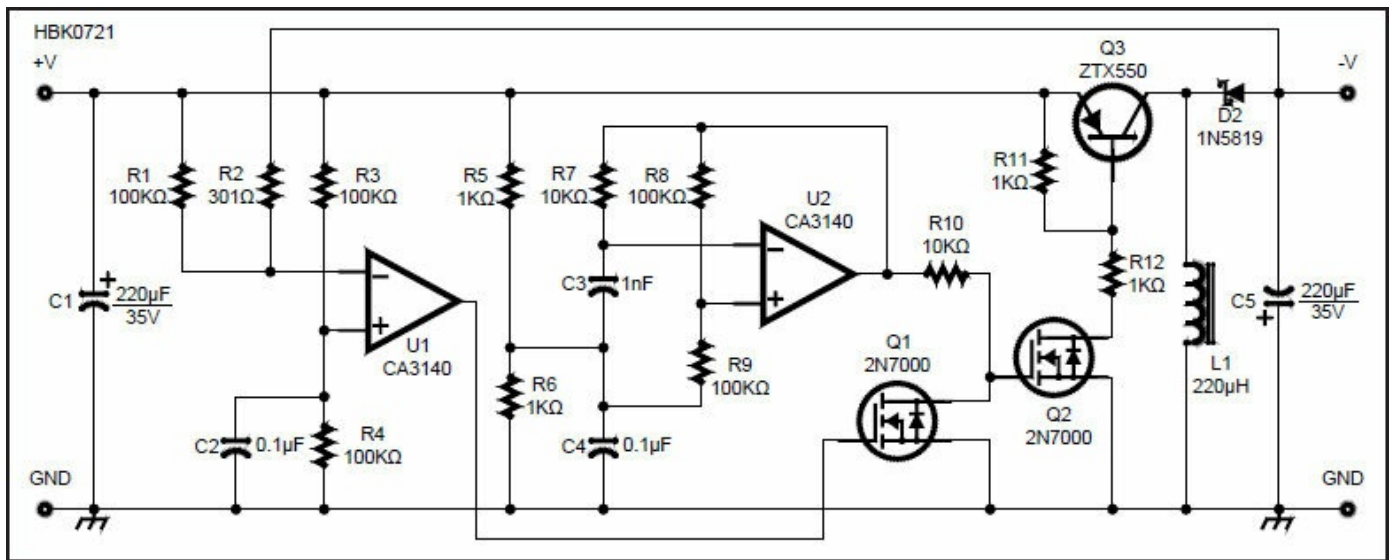 HBK0721
+V
-V
Q3
ZTX550
D2
1N5819
R1
100KΩ
R2
301Ω
R3
100KΩ
R5
1KΩ
R7
10KΩ
R8
100KΩ
U2
CA3140
R10
10KΩ
R11
1KΩ
R12
1KΩ
C1
+
220µF
35V
-
+
U1
CA3140
C3
1nF
-
+
R9
100KΩ
R6
1KΩ
C2
0.1µF
R4
100KΩ
C4
0.1µF
Q1
2N7000
Q2
2N7000
L1
220µH
C5
+
220µF
35V
GND
GND